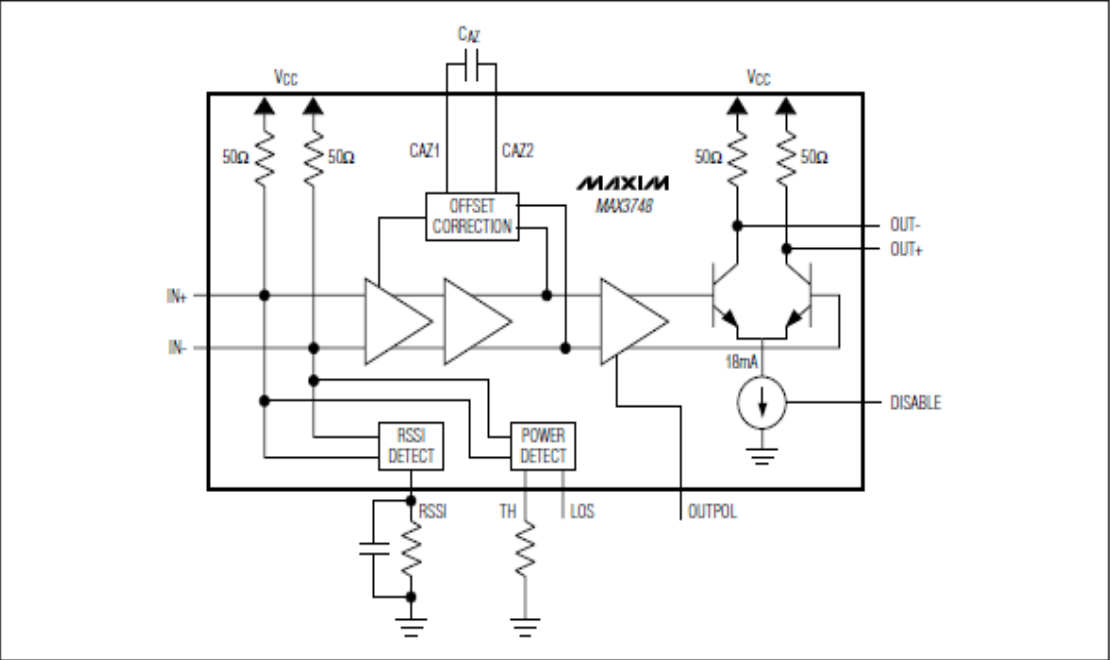 CAZ
VCC
VCC
50Ω
50Ω
CAZ1
CAZ2
50Ω
50Ω
MAXIM
MAX3748
OFFSET
CORRECTION
OUT-
OUT+
IN+
IN-
18mA
DISABLE
RSSI
DETECT
POWER
DETECT
RSSI
TH
LOS
OUTPOL